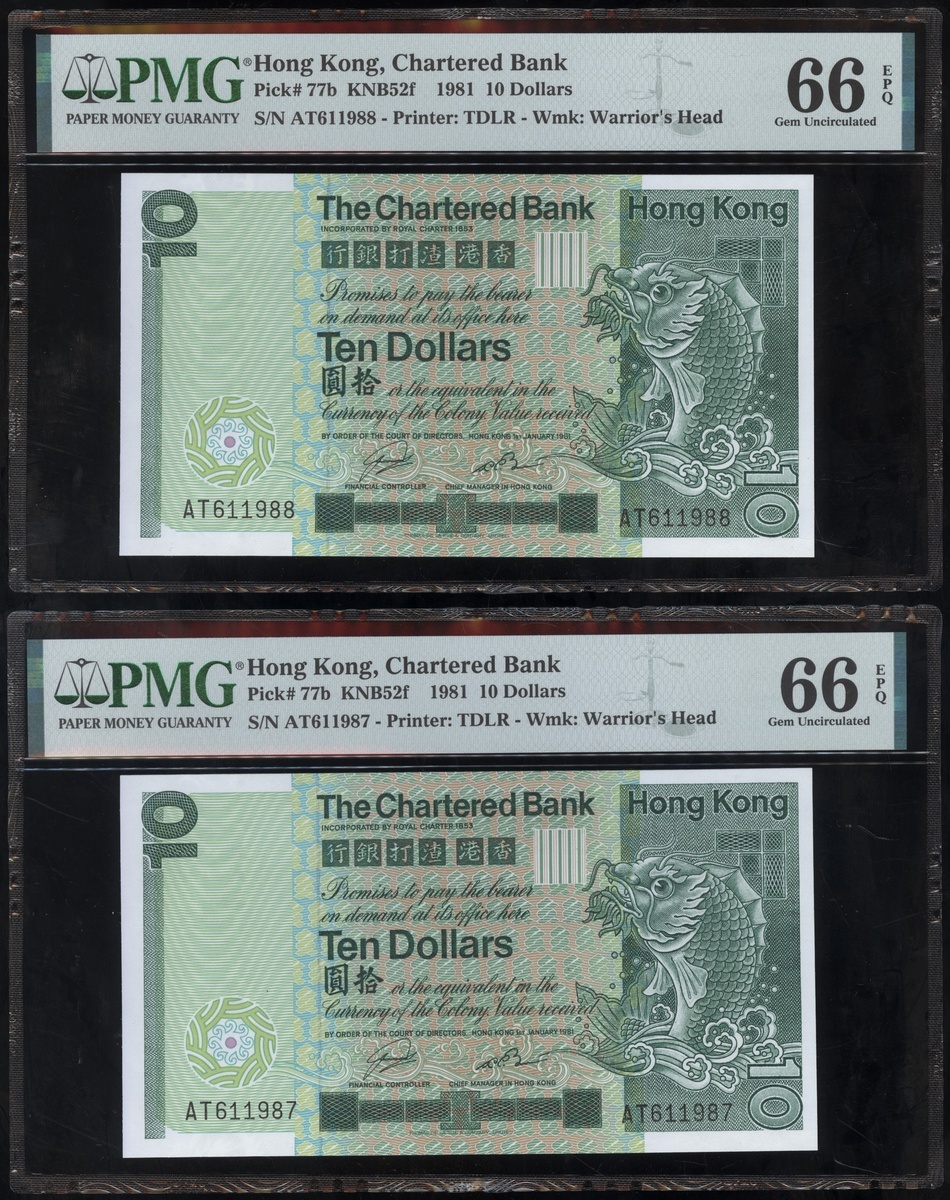 PMG® Hong Kong, Chartered Bank
PAPER MONEY GUARANTY
Pick# 77b KNB52f 1981 10 Dollars
S/N AT611988 - Printer: TDLR - Wmk: Warrior's Head
66 EPQ
Gem Uncirculated
10
The Chartered Bank
Hong Kong
INCORPORATED BY ROYAL CHARTER 1853
行銀打渣港香
Promises to pay the bearer
on demand at its office here
Ten Dollars
圓拾 or the equivalent in the
Currency of the Colony, Value received
BY ORDER OF THE COURT OF DIRECTORS. HONG KONG 1ST JANUARY 1981
FINANCIAL CONTROLLER CHIEF MANAGER IN HONG KONG
AT611988
AT611988
10
PMG® Hong Kong, Chartered Bank
PAPER MONEY GUARANTY
Pick# 77b KNB52f 1981 10 Dollars
S/N AT611987 - Printer: TDLR - Wmk: Warrior's Head
66 EPQ
Gem Uncirculated
10
The Chartered Bank
Hong Kong
INCORPORATED BY ROYAL CHARTER 1853
行銀打渣港香
Promises to pay the bearer
on demand at its office here
Ten Dollars
圓拾 or the equivalent in the
Currency of the Colony, Value received
BY ORDER OF THE COURT OF DIRECTORS. HONG KONG 1ST JANUARY 1981
FINANCIAL CONTROLLER CHIEF MANAGER IN HONG KONG
AT611987
AT611987
10